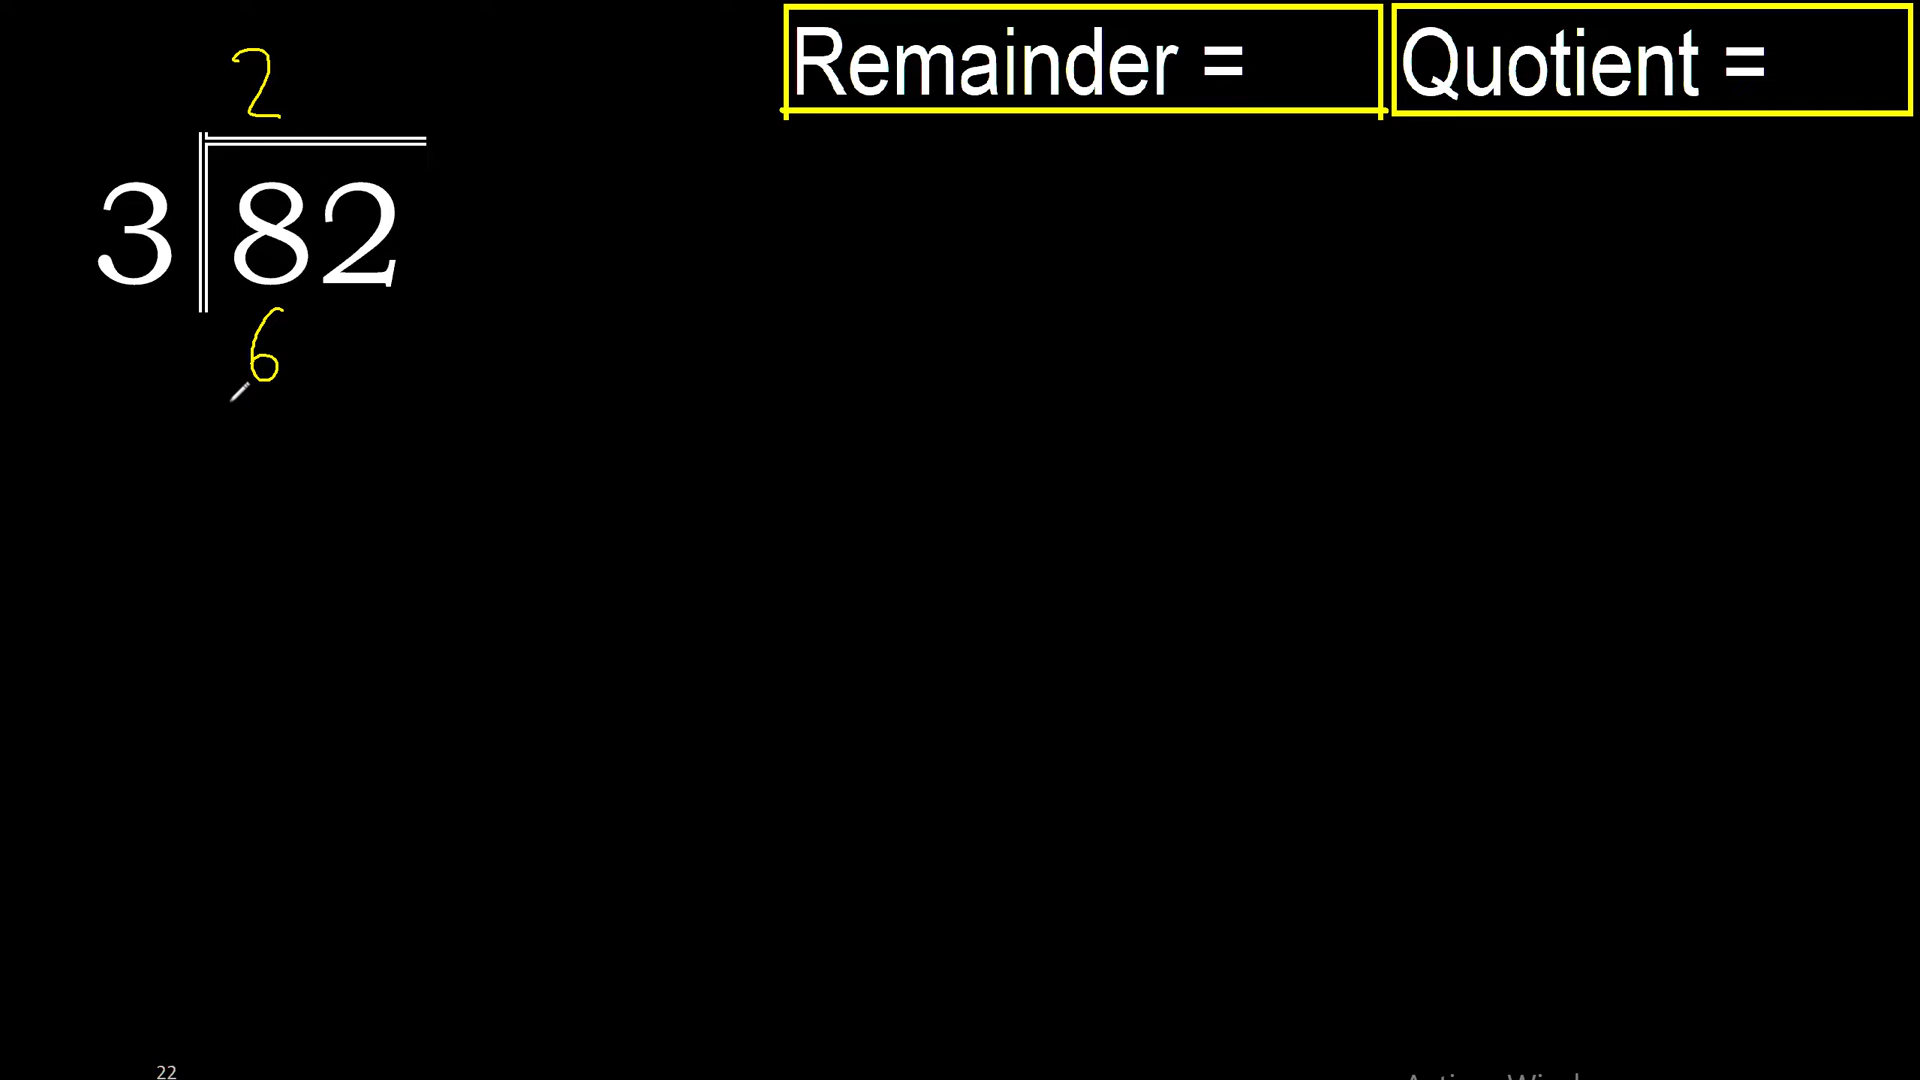 Remainder = Quotient =
2
3 82
6
22